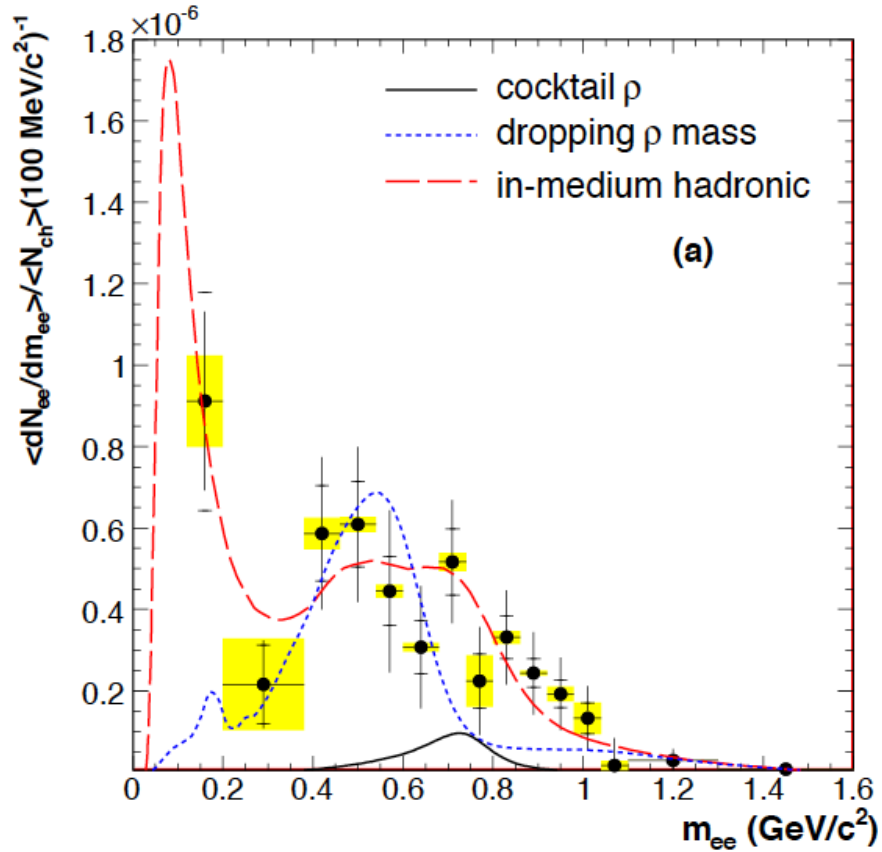 ×10⁻⁶
<dN_ee/dm_ee>/<N_ch>(100 MeV/c²)⁻¹
1.8
1.6
1.4
1.2
1
0.8
0.6
0.4
0.2
cocktail ρ
dropping ρ mass
in-medium hadronic
(a)
0 0.2 0.4 0.6 0.8 1 1.2 1.4 1.6
m_ee (GeV/c²)